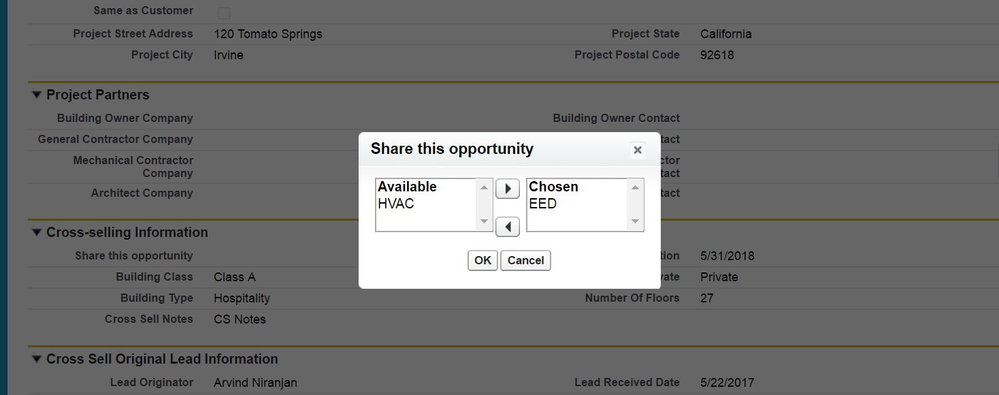 Same as Customer
Project Street Address 120 Tomato Springs Project State California
Project City Irvine Project Postal Code 92618
Project Partners
Building Owner Company Building Owner Contact
General Contractor Company tact
Mechanical Contractor ctor
Company tact
Architect Company tact
Share this opportunity
Available Chosen
HVAC EED
OK Cancel
Cross-selling Information
Share this opportunity tion 5/31/2018
Building Class Class A vate Private
Building Type Hospitality Number Of Floors 27
Cross Sell Notes CS Notes
Cross Sell Original Lead Information
Lead Originator Arvind Niranjan Lead Received Date 5/22/2017